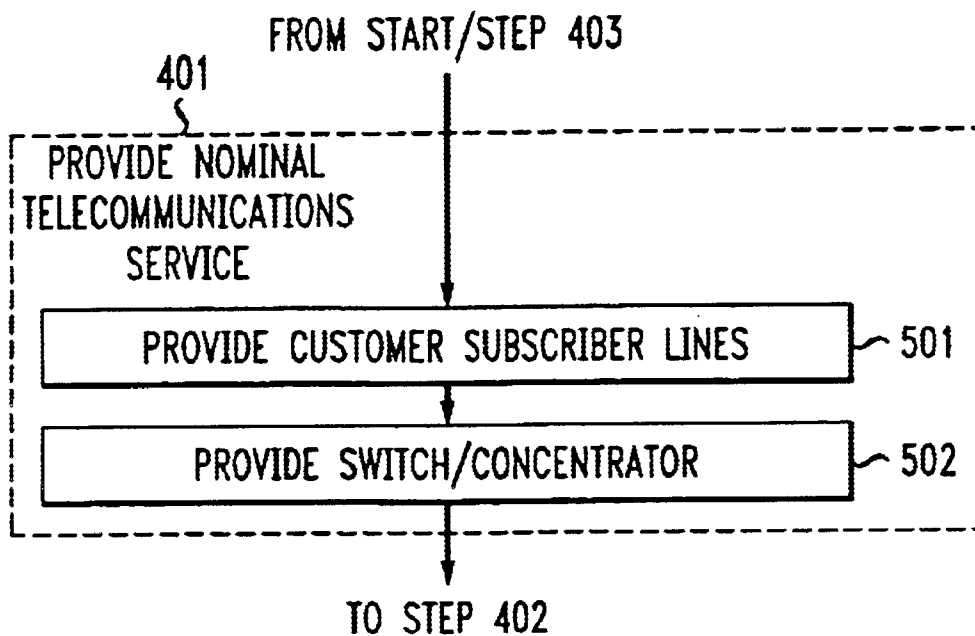 FROM START/STEP 403
401
PROVIDE NOMINAL
TELECOMMUNICATIONS
SERVICE
PROVIDE CUSTOMER SUBSCRIBER LINES
501
PROVIDE SWITCH/CONCENTRATOR
502
TO STEP 402